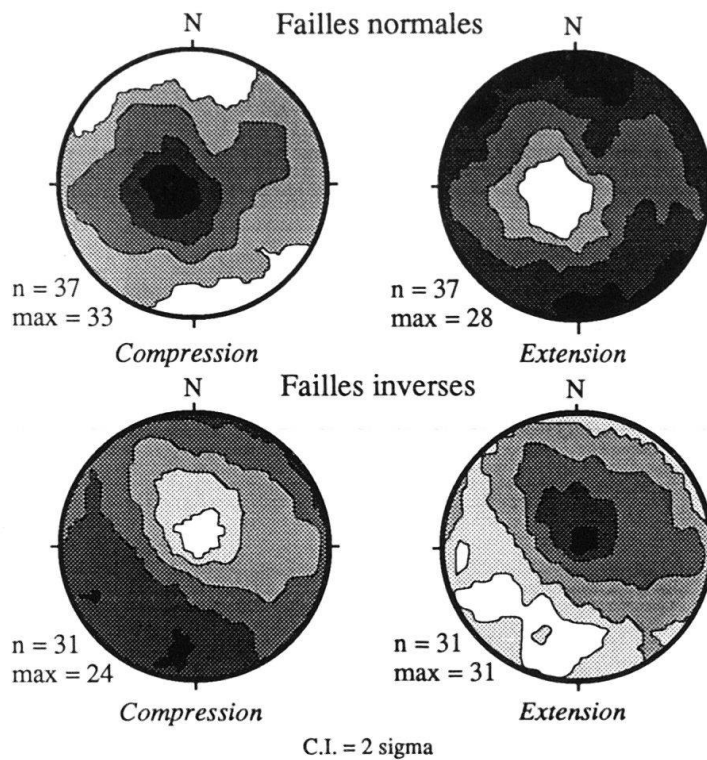 Failles normales
N
N
n = 37
max = 33
n = 37
max = 28
Compression
Extension
Failles inverses
N
N
n = 31
max = 24
n = 31
max = 31
Compression
Extension
C.I. = 2 sigma